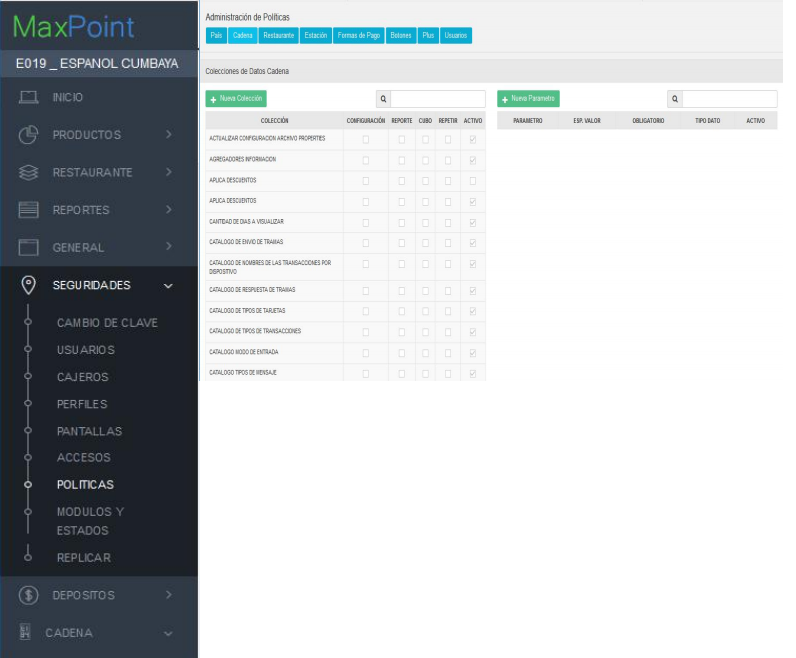 MaxPoint
E019 _ ESPANOL CUMBAYA
INICIO
PRODUCTOS
RESTAURANTE
REPORTES
GENERAL
SEGURIDADES
CAMBIO DE CLAVE
USUARIOS
CAJEROS
PERFILES
PANTALLAS
ACCESOS
POLITICAS
MODULOS Y
ESTADOS
REPLICAR
DEPOSITOS
CADENA
Administración de Políticas
País Cadena Restaurante Estación Formas de Pago Botones Plus Usuarios
Colecciones de Datos Cadena
+ Nueva Colección
COLECCIÓN CONFIGURACIÓN REPORTE CUBO REPETIR ACTIVO
ACTUALIZAR CONFIGURACION ARCHIVO PROPERTIES
AGREGADORES INFORMACION
APLICA DESCUENTOS
APLICA DESCUENTOS
CANTIDAD DE DIAS A VISUALIZAR
CATALOGO DE ENVIO DE TRAMAS
CATALOGO DE NOMBRES DE LAS TRANSACCIONES POR
DISPOSITIVO
CATALOGO DE RESPUESTA DE TRAMAS
CATALOGO DE TIPOS DE TARJETAS
CATALOGO DE TIPOS DE TRANSACCIONES
CATALOGO MODO DE ENTRADA
CATALOGO TIPOS DE MENSAJE
+ Nuevo Parametro
PARAMETRO ESP. VALOR OBLIGATORIO TIPO DATO ACTIVO